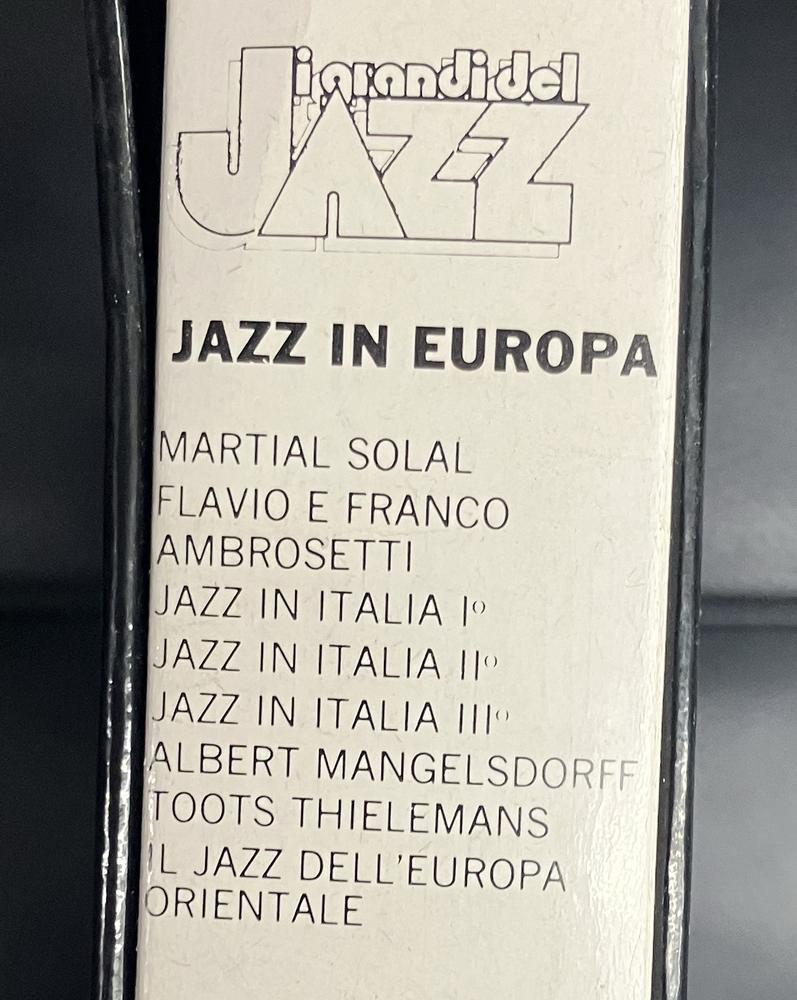 i grandi del
JAZZ
JAZZ IN EUROPA
MARTIAL SOLAL
FLAVIO E FRANCO
AMBROSETTI
JAZZ IN ITALIA I°
JAZZ IN ITALIA II°
JAZZ IN ITALIA III°
ALBERT MANGELSDORFF
TOOTS THIELEMANS
IL JAZZ DELL'EUROPA
ORIENTALE